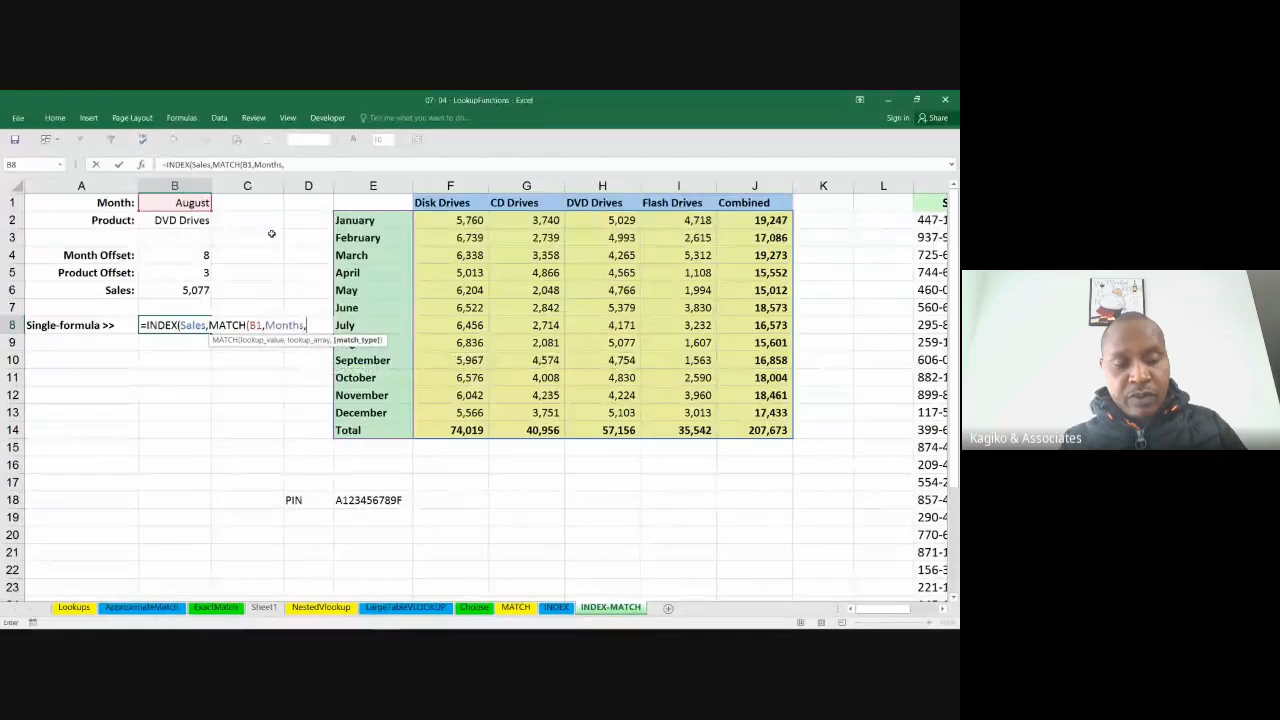 07- 04 - LookupFunctions - Excel
File Home Insert Page Layout Formulas Data Review View Developer Tell me what you want to do... Sign in Share
B8 fx =INDEX(Sales,MATCH(B1,Months,
A B C D E F G H I J K L
1 Month: August Disk Drives CD Drives DVD Drives Flash Drives Combined S
2 Product: DVD Drives January 5,760 3,740 5,029 4,718 19,247 447-1
3 February 6,739 2,739 4,993 2,615 17,086 937-9
4 Month Offset: 8 March 6,338 3,358 4,265 5,312 19,273 725-6
5 Product Offset: 3 April 5,013 4,866 4,565 1,108 15,552 744-6
6 Sales: 5,077 May 6,204 2,048 4,766 1,994 15,012 460-0
7 June 6,522 2,842 5,379 3,830 18,573 560-6
8 Single-formula >> =INDEX(Sales,MATCH(B1,Months, July 6,456 2,714 4,171 3,232 16,573 295-8
MATCH(lookup_value, lookup_array, [match_type])
9 6,836 2,081 5,077 1,607 15,601 259-1
10 September 5,967 4,574 4,754 1,563 16,858 606-0
11 October 6,576 4,008 4,830 2,590 18,004 882-1
12 November 6,042 4,235 4,224 3,960 18,461 259-8
13 December 5,566 3,751 5,103 3,013 17,433 117-5
14 Total 74,019 40,956 57,156 35,542 207,673 399-6
15 874-4
16 209-4
17 554-2
18 PIN A123456789F 857-4
19 290-4
20 770-6
21 871-1
22 156-3
23 221-1
Lookups ApproximateMatch ExactMatch Sheet1 NestedVlookup LargeTableVLOOKUP Choose MATCH INDEX INDEX-MATCH
Enter
Kagiko & Associates